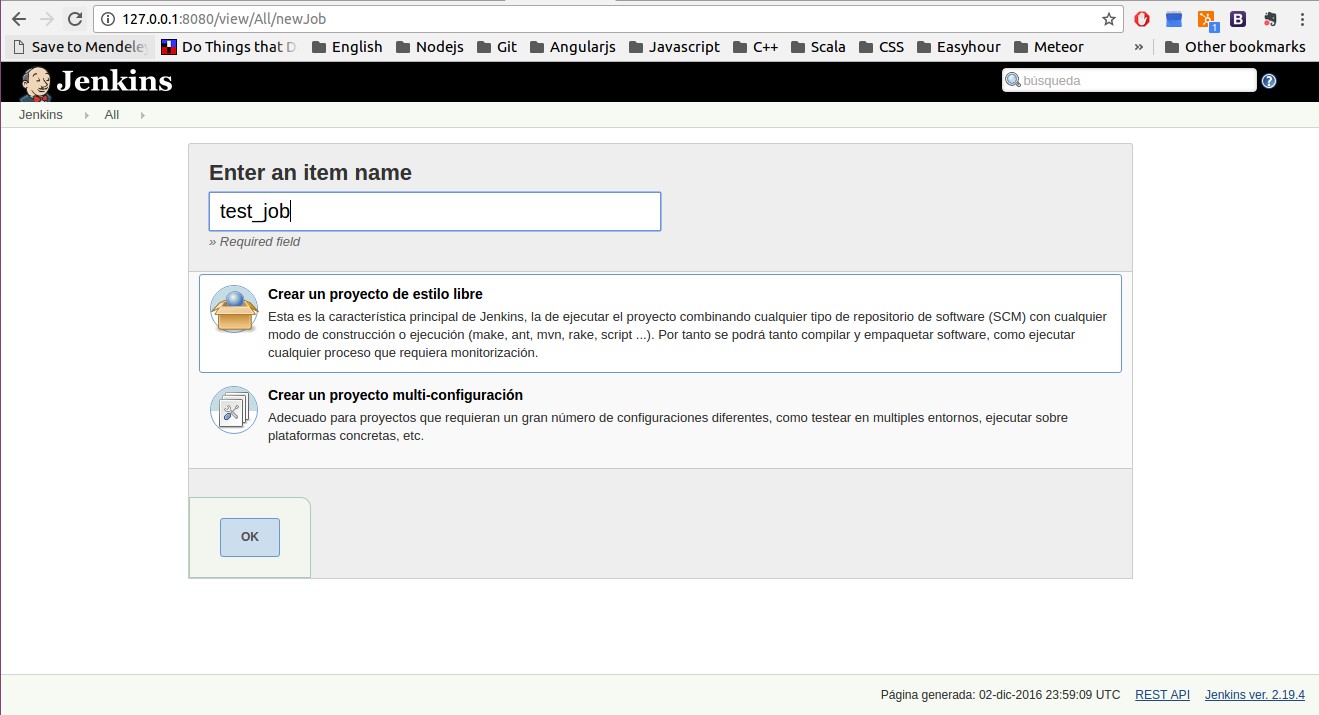 127.0.0.1:8080/view/All/newJob
Save to Mendeley Do Things that D English Nodejs Git Angularjs Javascript C++ Scala CSS Easyhour Meteor » Other bookmarks
Jenkins búsqueda ?
Jenkins All
Enter an item name
test_job
» Required field
Crear un proyecto de estilo libre
Esta es la característica principal de Jenkins, la de ejecutar el proyecto combinando cualquier tipo de repositorio de software (SCM) con cualquier
modo de construcción o ejecución (make, ant, mvn, rake, script ...). Por tanto se podrá tanto compilar y empaquetar software, como ejecutar
cualquier proceso que requiera monitorización.
Crear un proyecto multi-configuración
Adecuado para proyectos que requieran un gran número de configuraciones diferentes, como testear en multiples entornos, ejecutar sobre
plataformas concretas, etc.
OK
Página generada: 02-dic-2016 23:59:09 UTC REST API Jenkins ver. 2.19.4